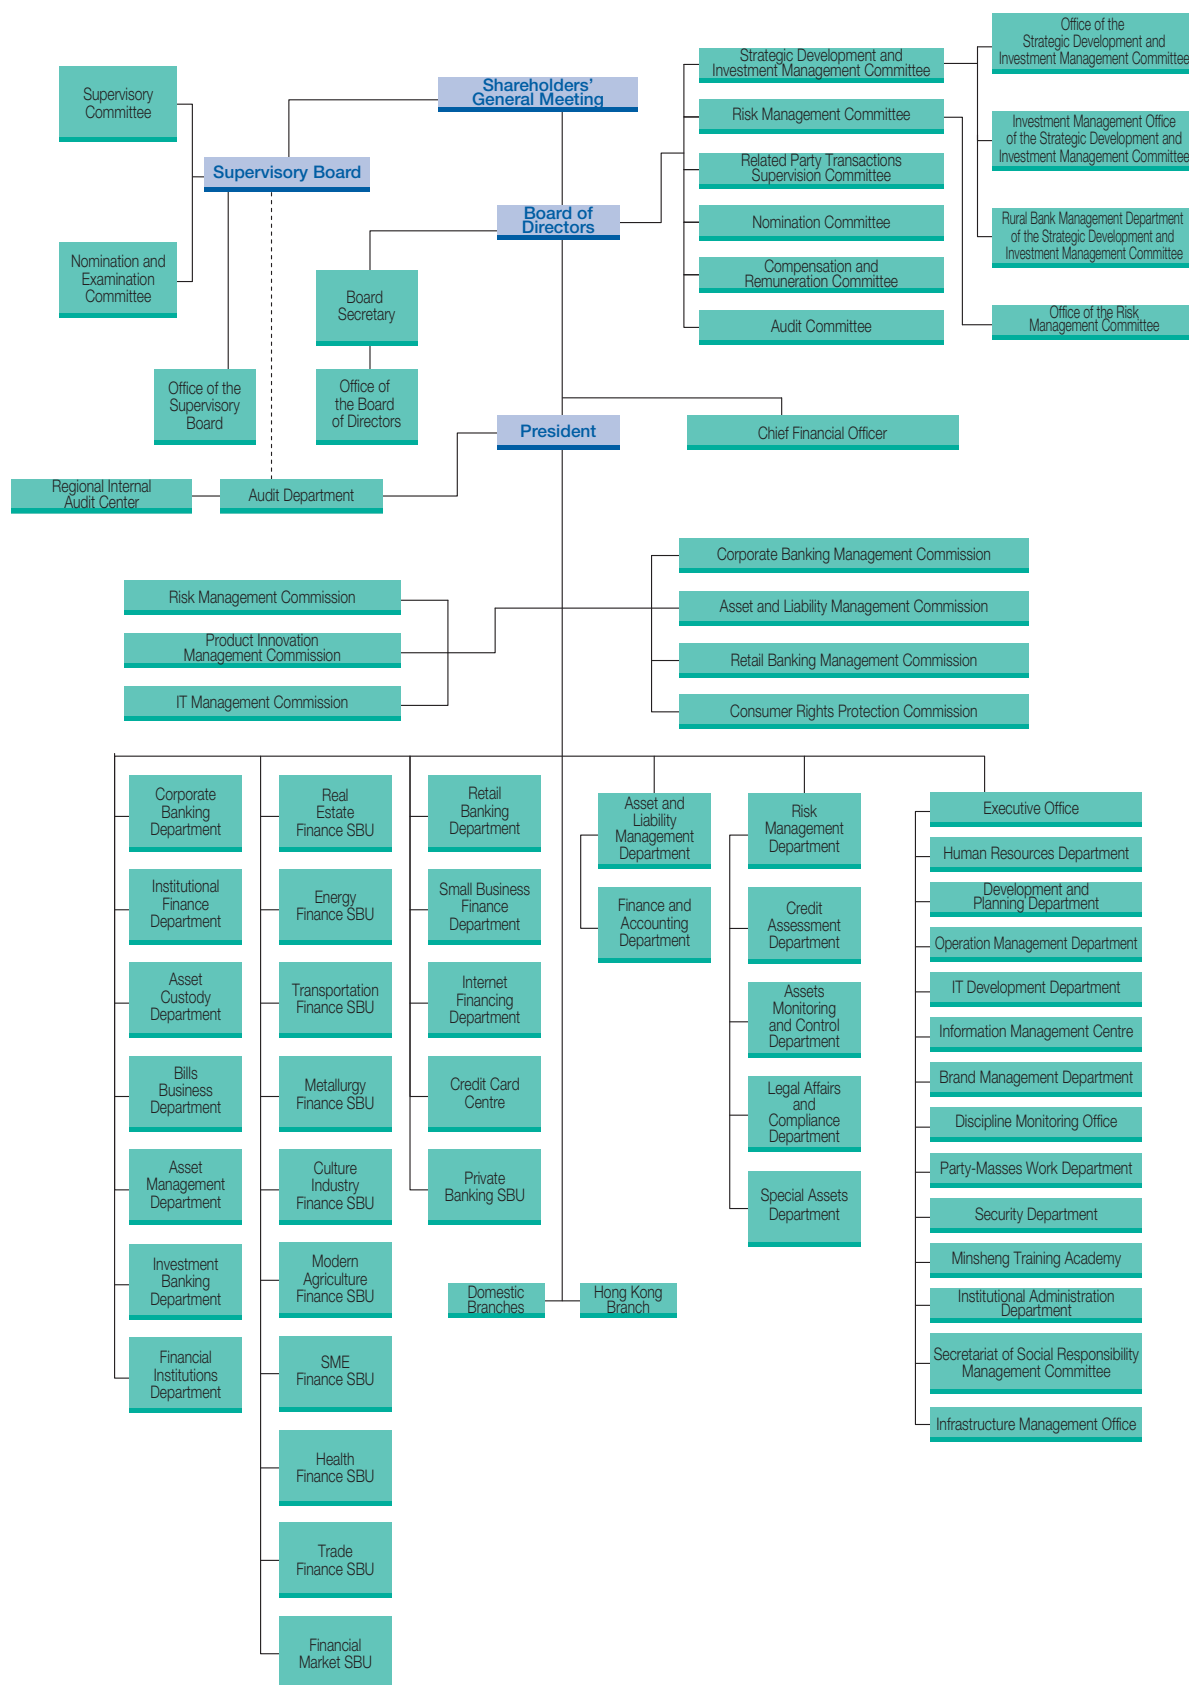 Shareholders'
General Meeting
Supervisory
Committee
Supervisory Board
Nomination and
Examination
Committee
Office of the
Supervisory
Board
Board of
Directors
Board
Secretary
Office of
the Board
of Directors
Strategic Development and
Investment Management Committee
Risk Management Committee
Related Party Transactions
Supervision Committee
Nomination Committee
Compensation and
Remuneration Committee
Audit Committee
Office of the
Strategic Development and
Investment Management Committee
Investment Management Office
of the Strategic Development and
Investment Management Committee
Rural Bank Management Department
of the Strategic Development and
Investment Management Committee
Office of the Risk
Management Committee
President
Chief Financial Officer
Regional Internal
Audit Center
Audit Department
Risk Management Commission
Product Innovation
Management Commission
IT Management Commission
Corporate Banking Management Commission
Asset and Liability Management Commission
Retail Banking Management Commission
Consumer Rights Protection Commission
Corporate
Banking
Department
Institutional
Finance
Department
Asset
Custody
Department
Bills
Business
Department
Asset
Management
Department
Investment
Banking
Department
Financial
Institutions
Department
Real
Estate
Finance SBU
Energy
Finance SBU
Transportation
Finance SBU
Metallurgy
Finance SBU
Culture
Industry
Finance SBU
Modern
Agriculture
Finance SBU
SME
Finance SBU
Health
Finance SBU
Trade
Finance SBU
Financial
Market SBU
Retail
Banking
Department
Small Business
Finance
Department
Internet
Financing
Department
Credit Card
Centre
Private
Banking SBU
Domestic
Branches
Hong Kong
Branch
Asset and
Liability
Management
Department
Finance and
Accounting
Department
Risk
Management
Department
Credit
Assessment
Department
Assets
Monitoring
and Control
Department
Legal Affairs
and
Compliance
Department
Special Assets
Department
Executive Office
Human Resources Department
Development and
Planning Department
Operation Management Department
IT Development Department
Information Management Centre
Brand Management Department
Discipline Monitoring Office
Party-Masses Work Department
Security Department
Minsheng Training Academy
Institutional Administration
Department
Secretariat of Social Responsibility
Management Committee
Infrastructure Management Office